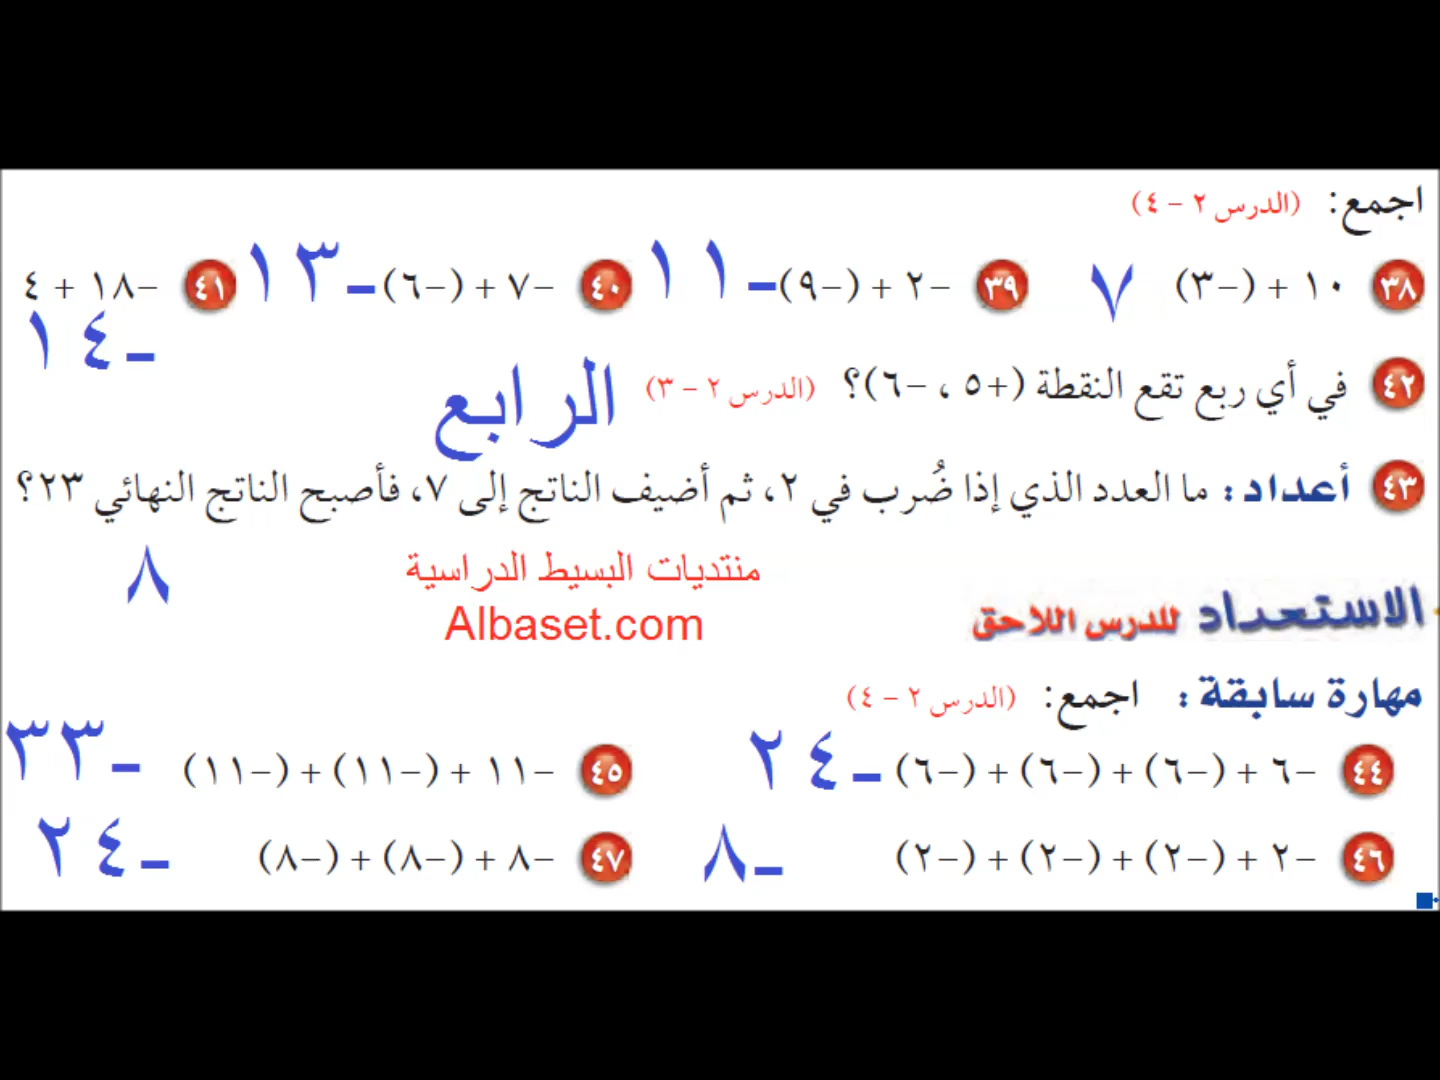 اجمع: (الدرس ٢ – ٤)
٣٨ ١٠ + (–٣) ٧ ٣٩ –٢ + (–٩) –١١ ٤٠ –٧ + (–٦) –١٣ ٤١ –١٨ + ٤
–١٤
٤٢ في أي ربع تقع النقطة (+٥ ، –٦)؟ (الدرس ٢ – ٣) الرابع
٤٣ أعداد : ما العدد الذي إذا ضُرب في ٢، ثم أضيف الناتج إلى ٧، فأصبح الناتج النهائي ٢٣؟
٨
منتديات البسيط الدراسية
Albaset.com
الاستعداد للدرس اللاحق
مهارة سابقة : اجمع: (الدرس ٢ – ٤)
٤٤ –٦ + (–٦) + (–٦) + (–٦) –٢٤ ٤٥ –١١ + (–١١) + (–١١) –٣٣
٤٦ –٢ + (–٢) + (–٢) + (–٢) –٨ ٤٧ –٨ + (–٨) + (–٨) –٢٤